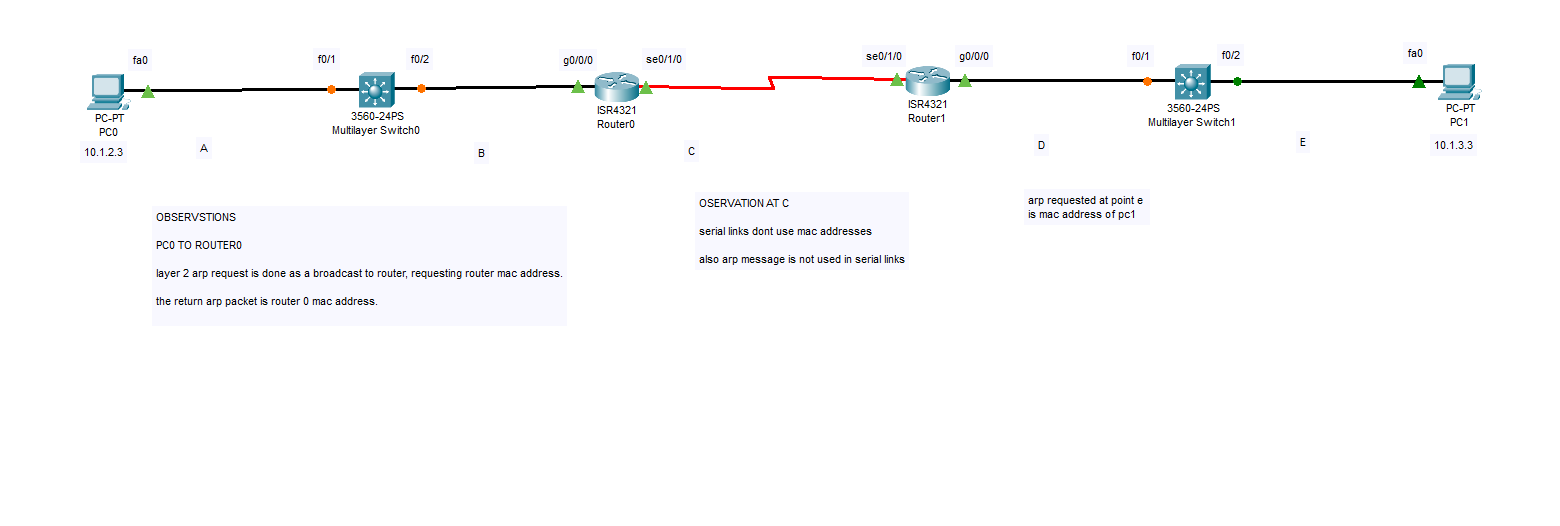 fa0
f0/1
f0/2
g0/0/0
se0/1/0
se0/1/0
g0/0/0
f0/1
f0/2
fa0
PC-PT
PC0
10.1.2.3
3560-24PS
Multilayer Switch0
ISR4321
Router0
ISR4321
Router1
3560-24PS
Multilayer Switch1
PC-PT
PC1
10.1.3.3
A
B
C
D
E
OBSERVSTIONS
PC0 TO ROUTER0
layer 2 arp request is done as a broadcast to router, requesting router mac address.
the return arp packet is router 0 mac address.
OSERVATION AT C
serial links dont use mac addresses
also arp message is not used in serial links
arp requested at point e
is mac address of pc1